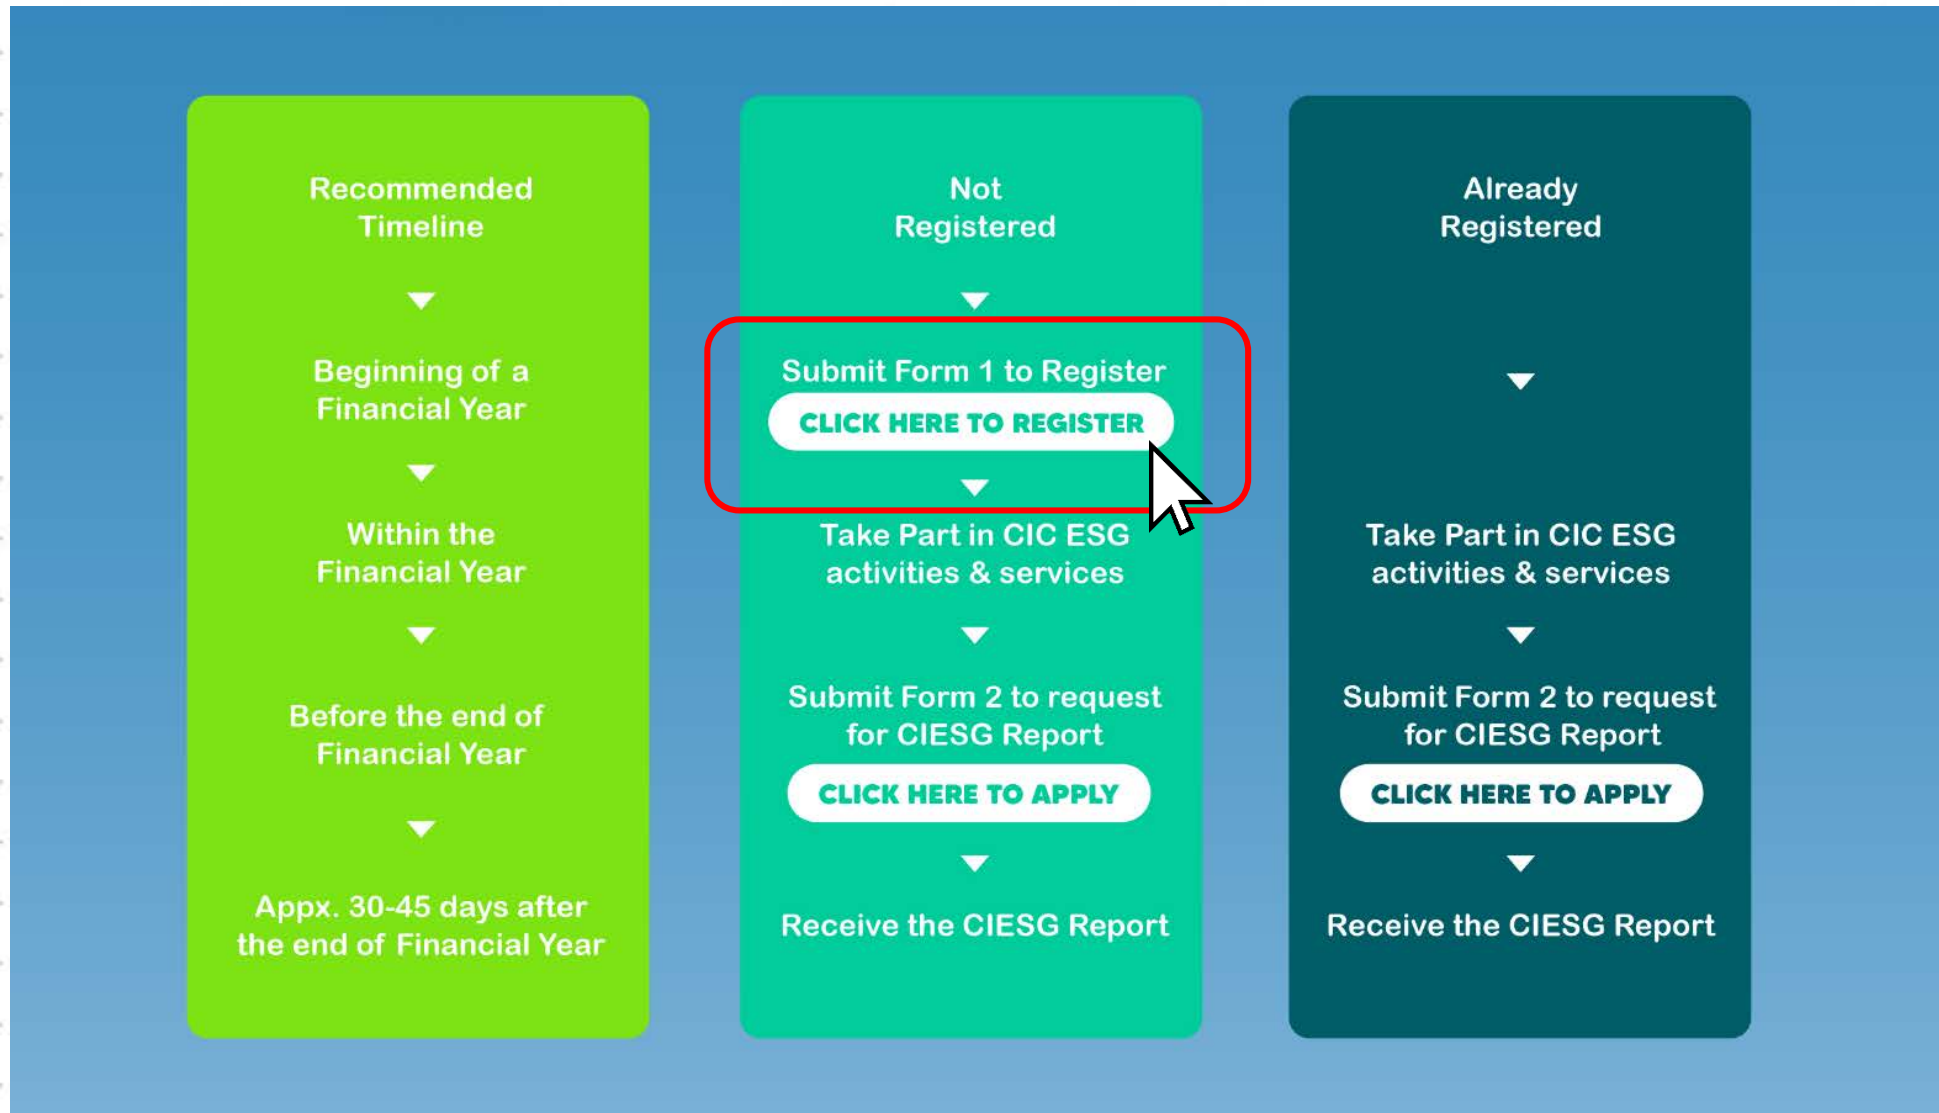 Recommended
Timeline
Beginning of a
Financial Year
Within the
Financial Year
Before the end of
Financial Year
Appx. 30-45 days after
the end of Financial Year
Not
Registered
Submit Form 1 to Register
CLICK HERE TO REGISTER
Take Part in CIC ESG
activities & services
Submit Form 2 to request
for CIESG Report
CLICK HERE TO APPLY
Receive the CIESG Report
Already
Registered
Take Part in CIC ESG
activities & services
Submit Form 2 to request
for CIESG Report
CLICK HERE TO APPLY
Receive the CIESG Report